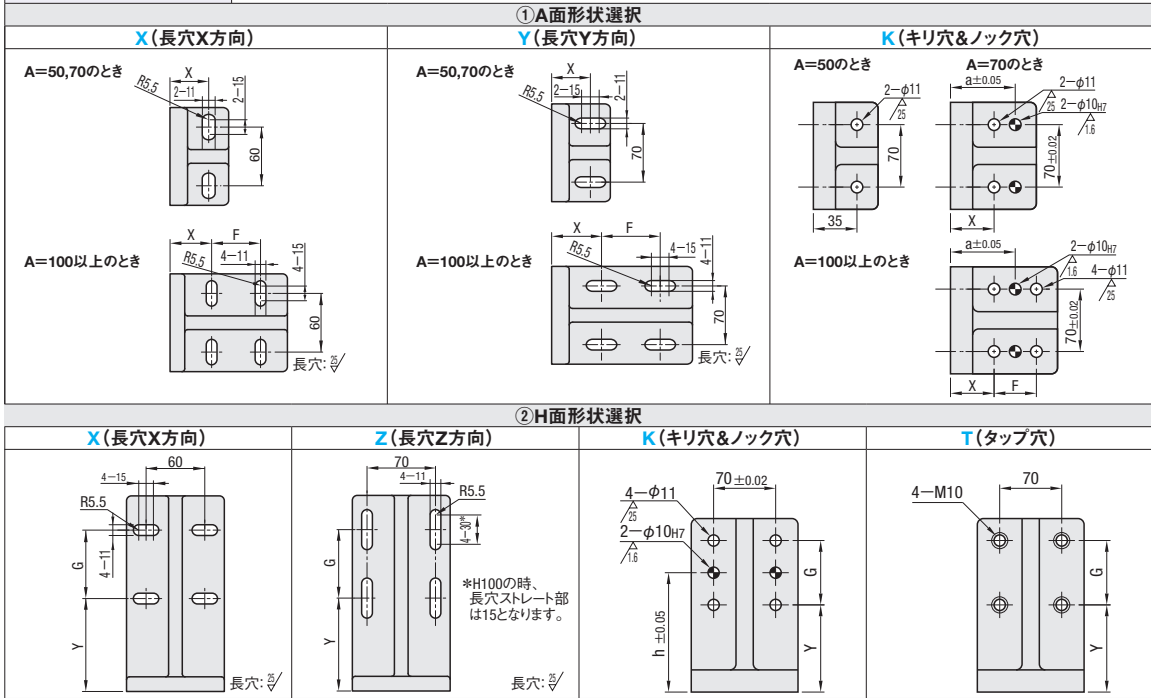 ①A面形状選択
X(長穴X方向)
Y(長穴Y方向)
K(キリ穴&ノック穴)
A=50,70のとき
X
R5.5
2−11
2−15
60
A=100以上のとき
X
F
R5.5
4−11
4−15
60
長穴:25
A=50,70のとき
X
R5.5
2−15
2−11
70
A=100以上のとき
X
F
R5.5
4−15
4−11
70
長穴:25
A=50のとき
2−φ11
25
70
35
A=70のとき
a±0.05
2−φ11
25
2−φ10H7
1.6
70±0.02
X
A=100以上のとき
a±0.05
2−φ10H7
1.6
4−φ11
25
70±0.02
X
F
②H面形状選択
X(長穴X方向)
Z(長穴Z方向)
K(キリ穴&ノック穴)
T(タップ穴)
60
4−15
R5.5
G
4−11
Y
長穴:25
70
4−11
R5.5
4−30*
G
Y
*H100の時、
長穴ストレート部
は15となります。
長穴:25
70±0.02
4−φ11
25
2−φ10H7
1.6
G
h±0.05
Y
70
4−M10
G
Y